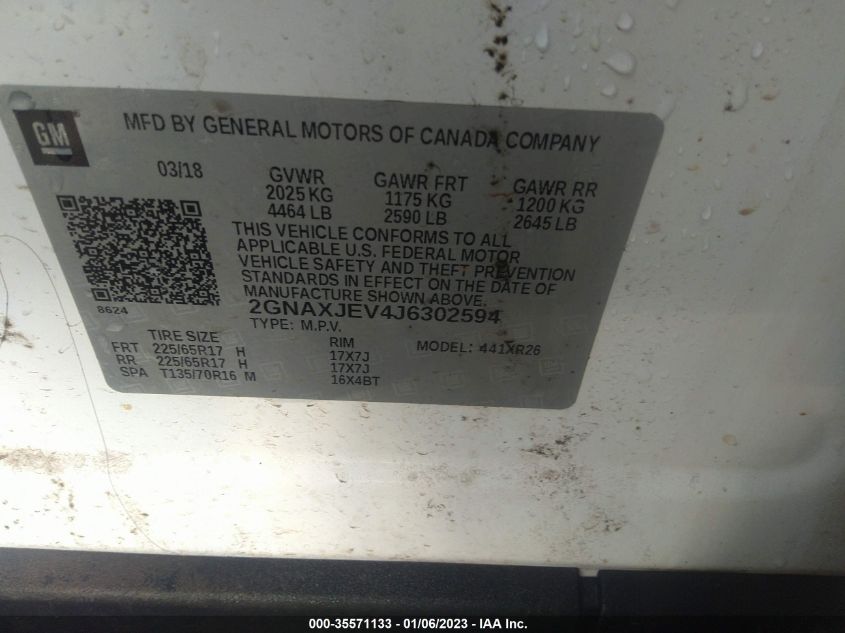 GM
MFD BY GENERAL MOTORS OF CANADA COMPANY
03/18
GVWR
2025 KG
4464 LB
GAWR FRT
1175 KG
2590 LB
GAWR RR
1200 KG
2645 LB
THIS VEHICLE CONFORMS TO ALL
APPLICABLE U.S. FEDERAL MOTOR
VEHICLE SAFETY AND THEFT PREVENTION
STANDARDS IN EFFECT ON THE DATE OF
MANUFACTURE SHOWN ABOVE.
8624
2GNAXJEV4J6302594
TYPE: M.P.V.
MODEL: 441XR26
TIRE SIZE RIM
FRT 225/65R17 H 17X7J
RR 225/65R17 H 17X7J
SPA T135/70R16 M 16X4BT
000-35571133 - 01/06/2023 - IAA Inc.